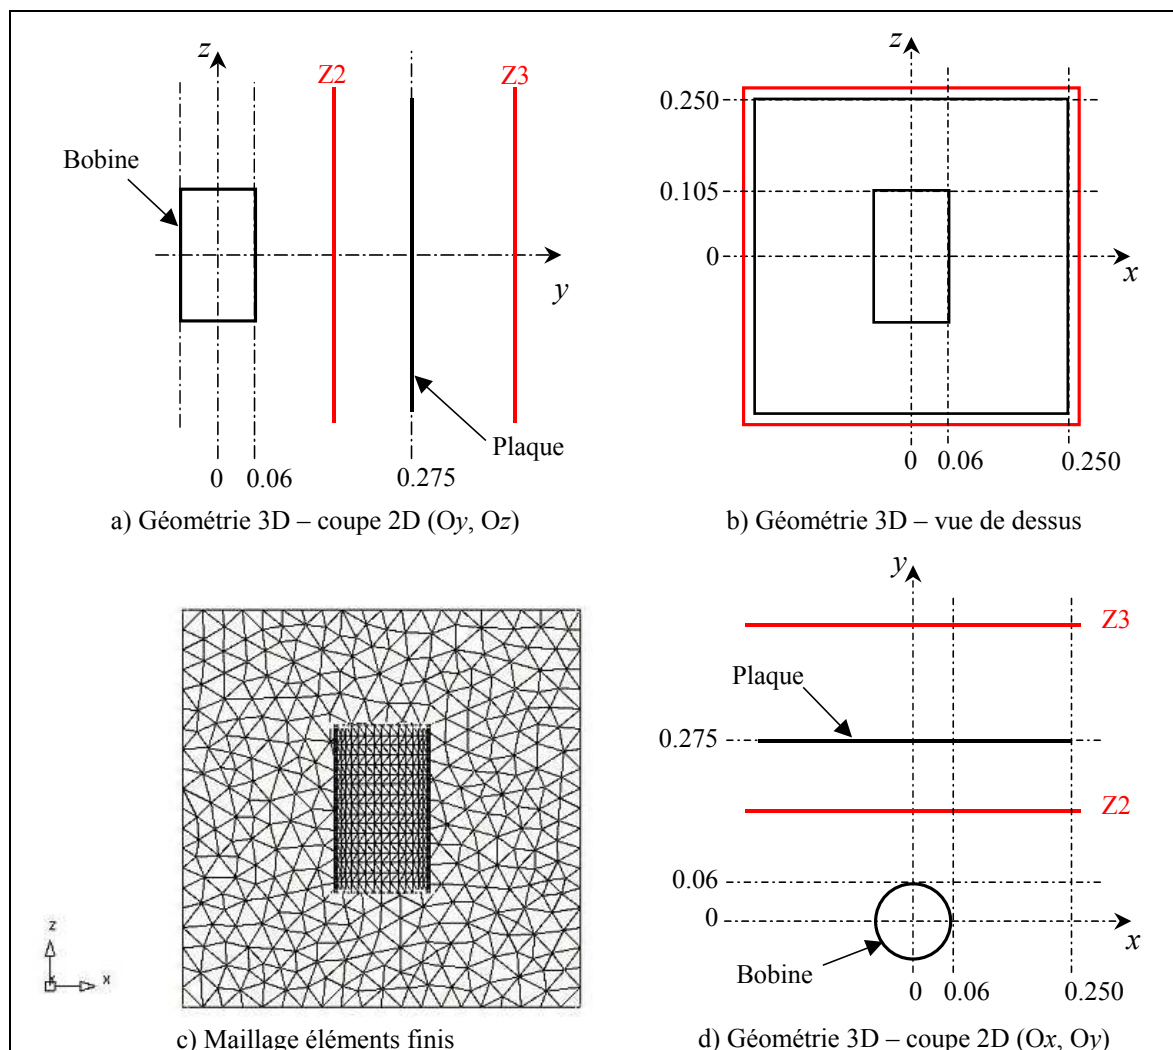 z
Z2
Z3
Bobine
y
Plaque
0
0.06
0.275
a) Géométrie 3D – coupe 2D (Oy, Oz)
z
0.250
0.105
0
x
0
0.06
0.250
b) Géométrie 3D – vue de dessus
z
x
c) Maillage éléments finis
y
Z3
Plaque
0.275
Z2
0.06
0
x
Bobine
0
0.06
0.250
d) Géométrie 3D – coupe 2D (Ox, Oy)